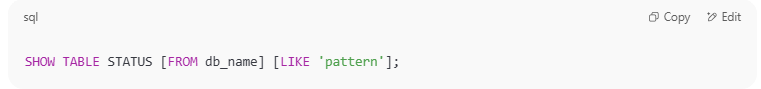 sql
Copy
Edit
SHOW TABLE STATUS [FROM db_name] [LIKE 'pattern'];